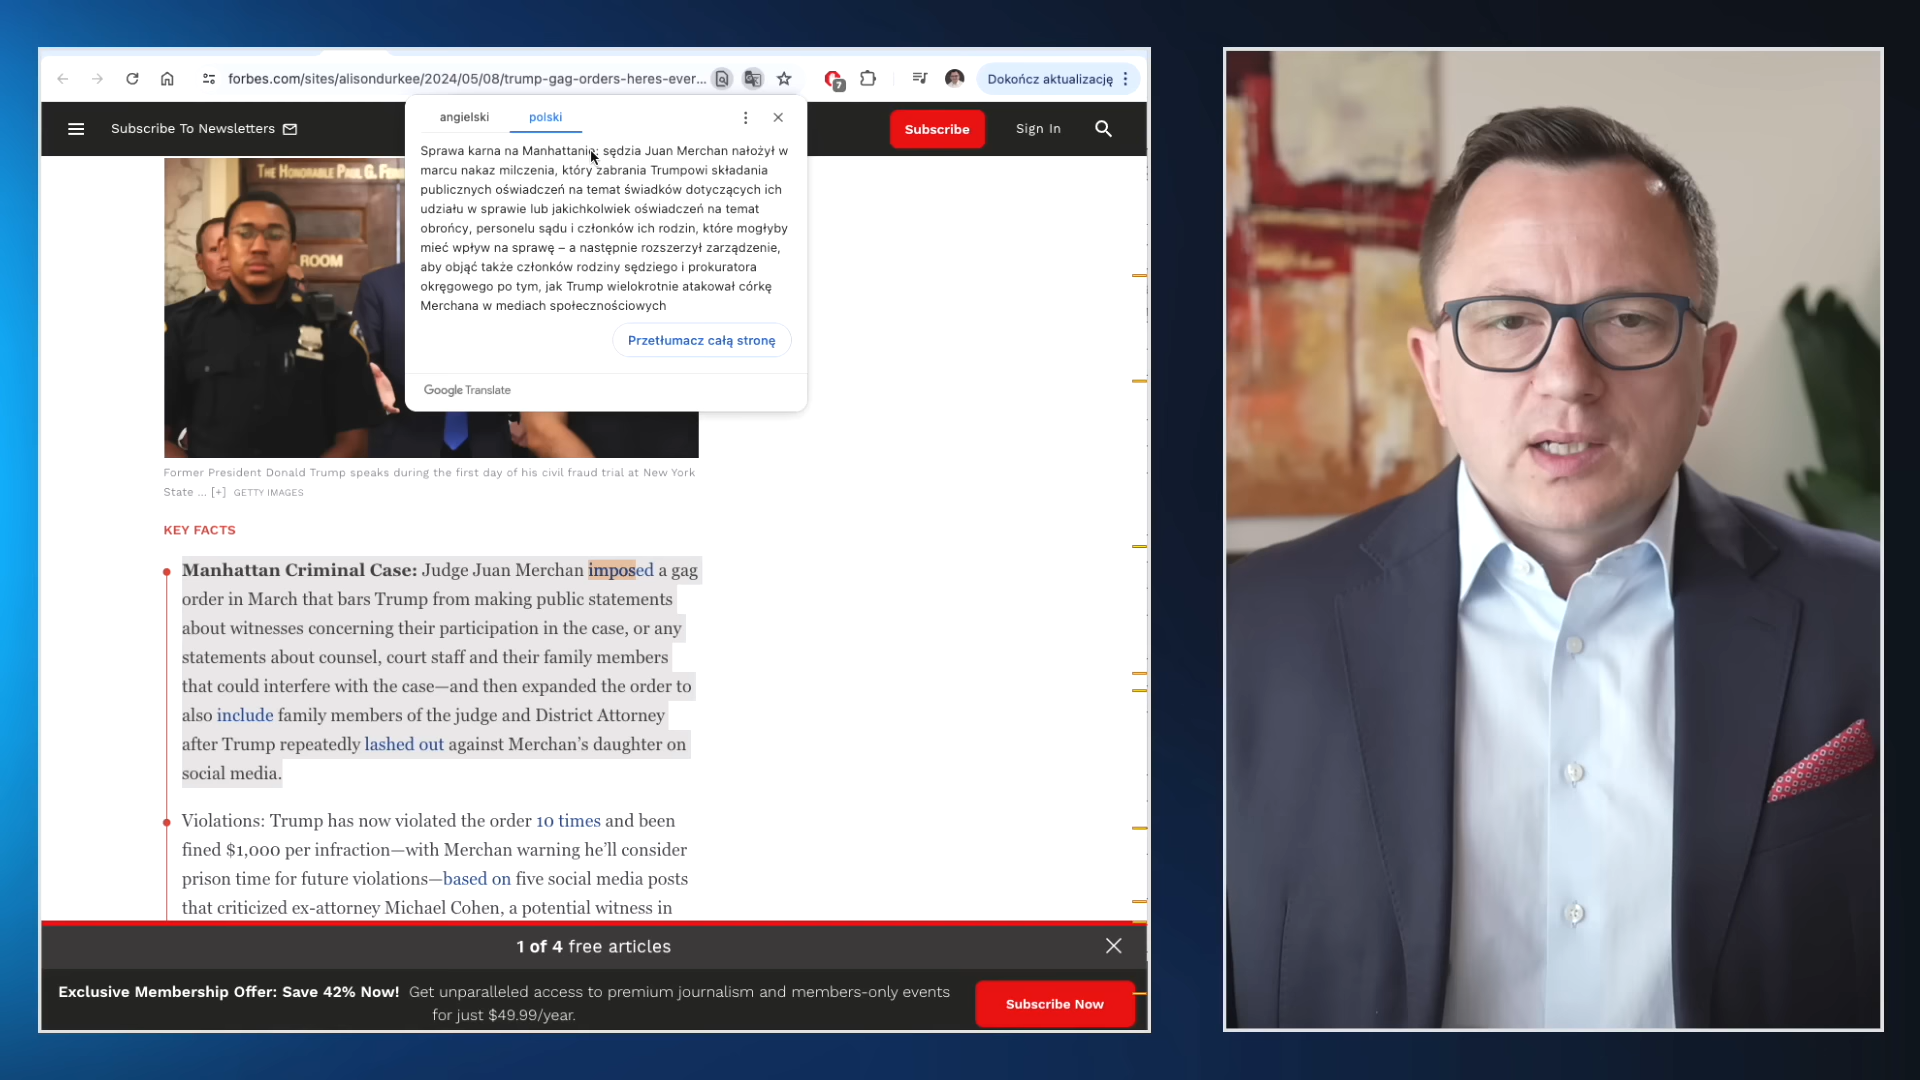 forbes.com/sites/alisondurkee/2024/05/08/trump-gag-orders-heres-ever...
7
Dokończ aktualizację
Subscribe To Newsletters
Subscribe
Sign In
angielski
polski
Sprawa karna na Manhattanie: sędzia Juan Merchan nałożył w
marcu nakaz milczenia, który zabrania Trumpowi składania
publicznych oświadczeń na temat świadków dotyczących ich
udziału w sprawie lub jakichkolwiek oświadczeń na temat
obrońcy, personelu sądu i członków ich rodzin, które mogłyby
mieć wpływ na sprawę – a następnie rozszerzył zarządzenie,
aby objąć także członków rodziny sędziego i prokuratora
okręgowego po tym, jak Trump wielokrotnie atakował córkę
Merchana w mediach społecznościowych
Przetłumacz całą stronę
Google Translate
The Honorable Paul G.
ROOM
Former President Donald Trump speaks during the first day of his civil fraud trial at New York
State ... [+] GETTY IMAGES
KEY FACTS
Manhattan Criminal Case: Judge Juan Merchan imposed a gag
order in March that bars Trump from making public statements
about witnesses concerning their participation in the case, or any
statements about counsel, court staff and their family members
that could interfere with the case—and then expanded the order to
also include family members of the judge and District Attorney
after Trump repeatedly lashed out against Merchan’s daughter on
social media.
Violations: Trump has now violated the order 10 times and been
fined $1,000 per infraction—with Merchan warning he’ll consider
prison time for future violations—based on five social media posts
that criticized ex-attorney Michael Cohen, a potential witness in
1 of 4 free articles
Exclusive Membership Offer: Save 42% Now! Get unparalleled access to premium journalism and members-only events
for just $49.99/year.
Subscribe Now